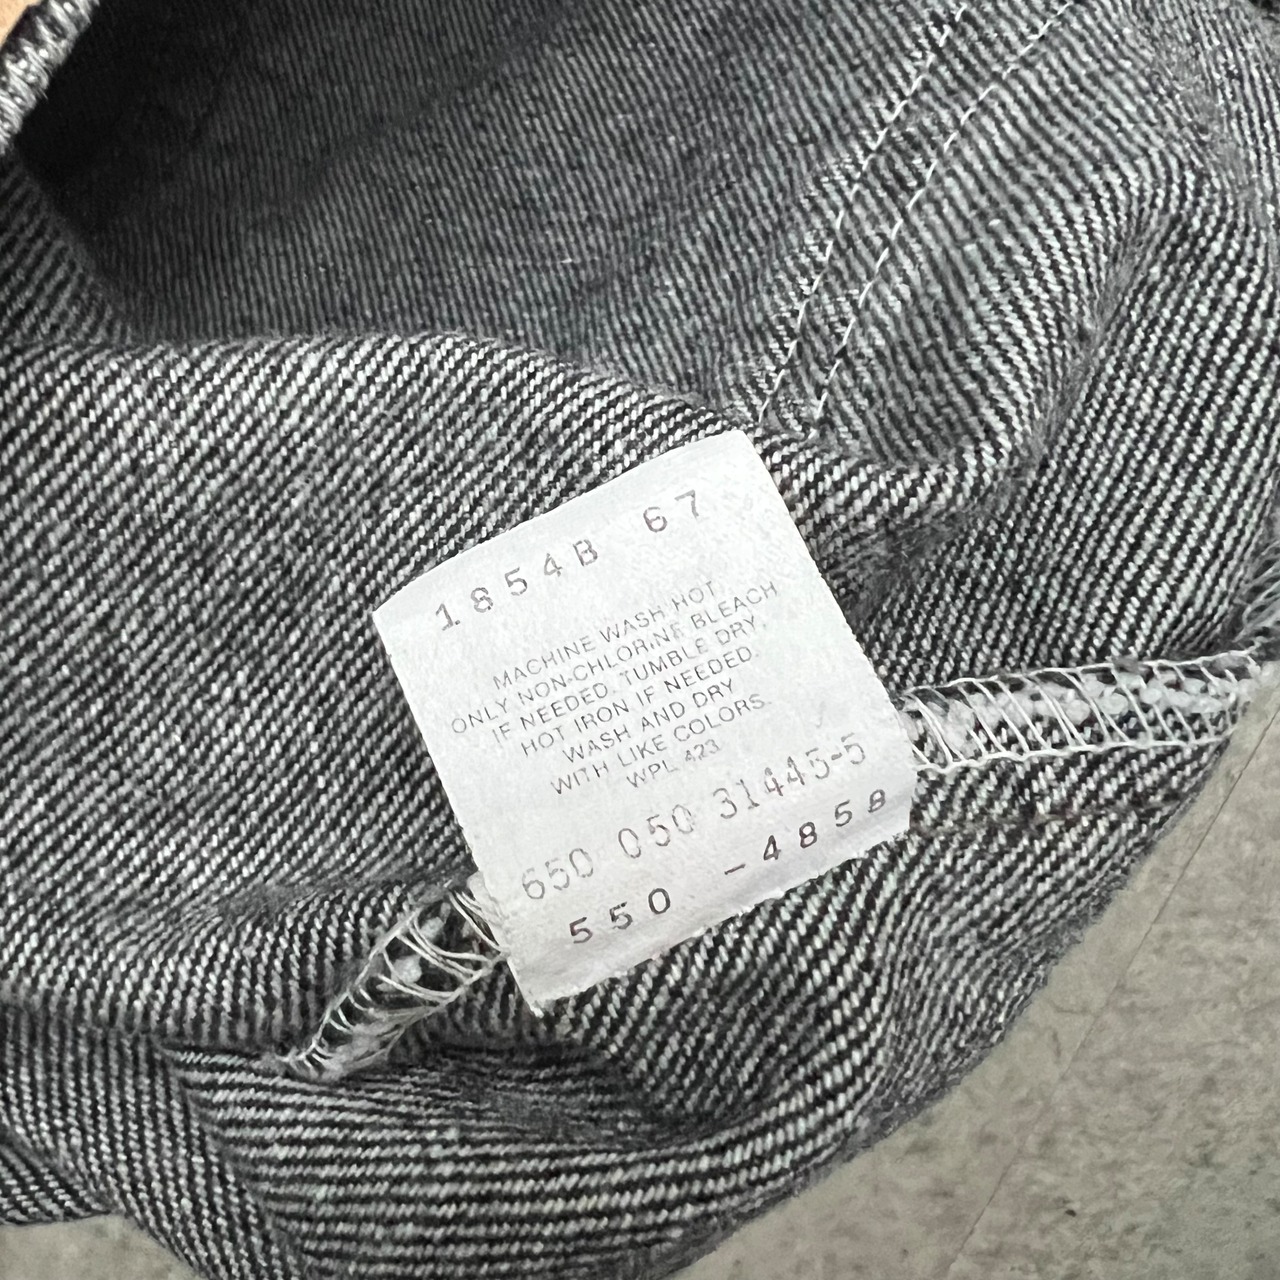 1854B 67
MACHINE WASH HOT.
ONLY NON-CHLORINE BLEACH
IF NEEDED. TUMBLE DRY.
HOT IRON IF NEEDED.
WASH AND DRY
WITH LIKE COLORS.
WPL 423
650 050 31445-5
550 -4858